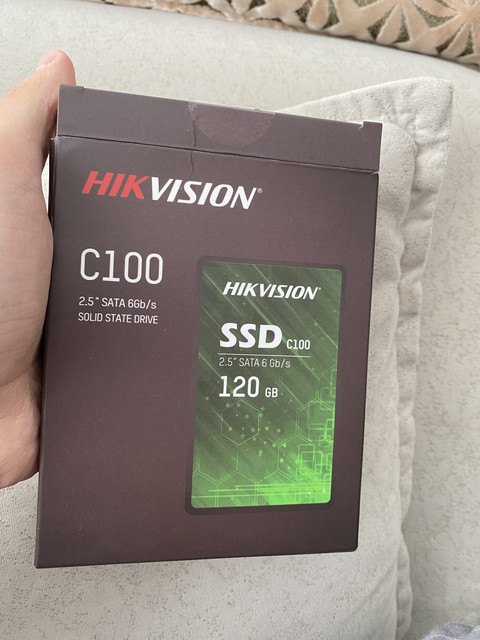 HIKVISION®
C100
2.5" SATA 6Gb/s
SOLID STATE DRIVE
HIKVISION®
SSD C100
2.5" SATA 6 Gb/s
120 GB